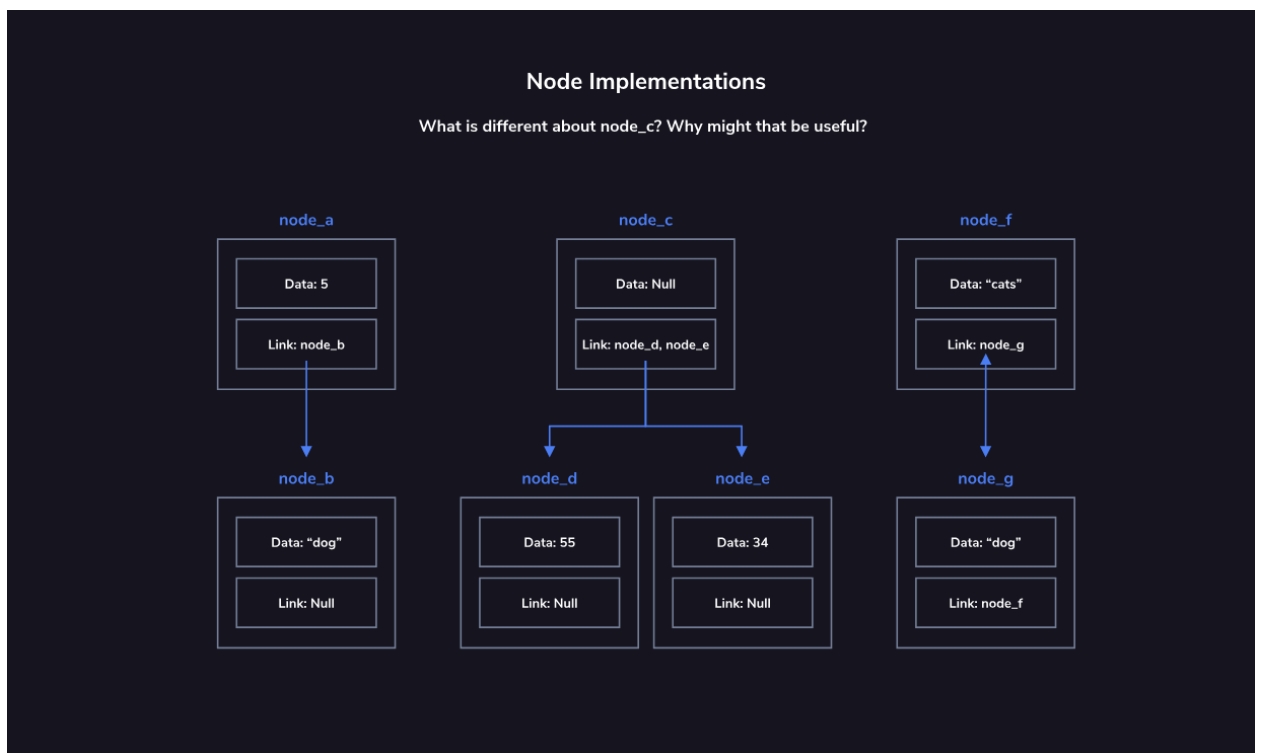 Node Implementations
What is different about node_c? Why might that be useful?
node_a
node_c
node_f
Data: 5
Data: Null
Data: “cats”
Link: node_b
Link: node_d, node_e
Link: node_g
node_b
node_d
node_e
node_g
Data: “dog”
Data: 55
Data: 34
Data: “dog”
Link: Null
Link: Null
Link: Null
Link: node_f